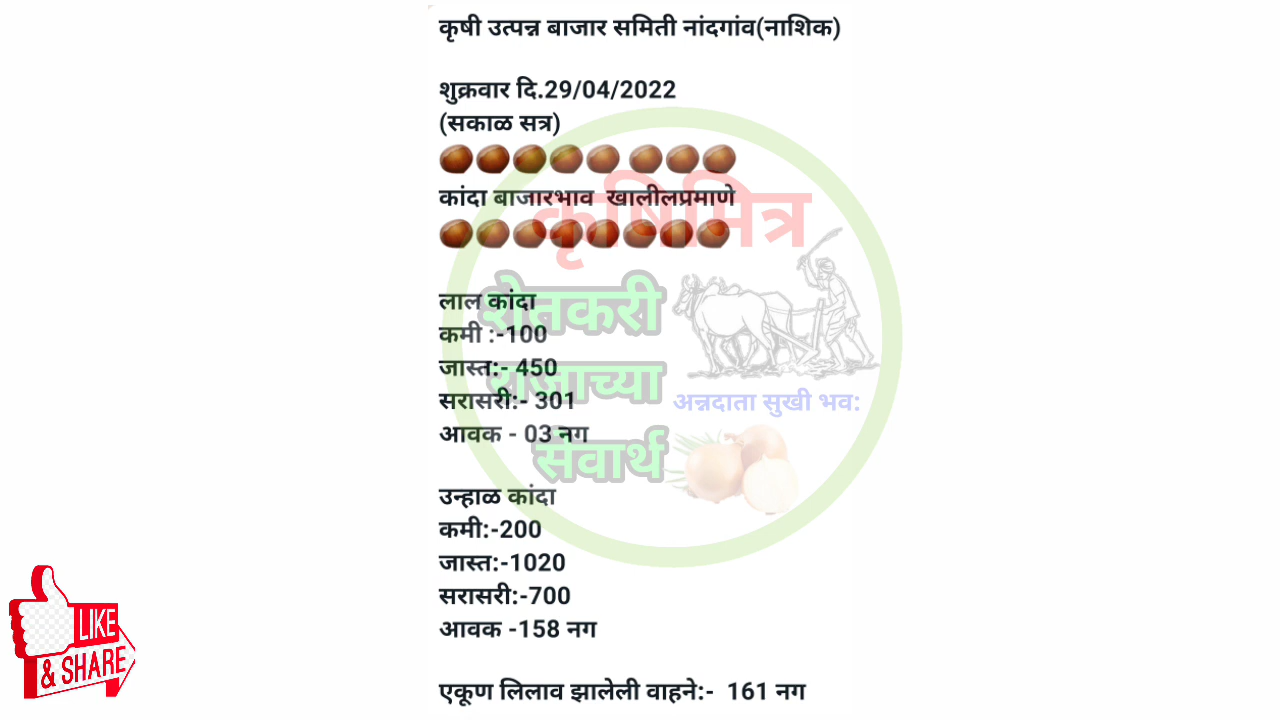 कृषी उत्पन्न बाजार समिती नांदगांव(नाशिक)
शुक्रवार दि.29/04/2022
(सकाळ सत्र)
कांदा बाजारभाव खालीलप्रमाणे
कृषिमित्र
शेतकरी
राजाच्या
सेवार्थ
अन्नदाता सुखी भव:
लाल कांदा
कमी :-100
जास्त:- 450
सरासरी:- 301
आवक - 03 नग
उन्हाळ कांदा
कमी:-200
जास्त:-1020
सरासरी:-700
आवक -158 नग
एकूण लिलाव झालेली वाहने:- 161 नग
LIKE
& SHARE